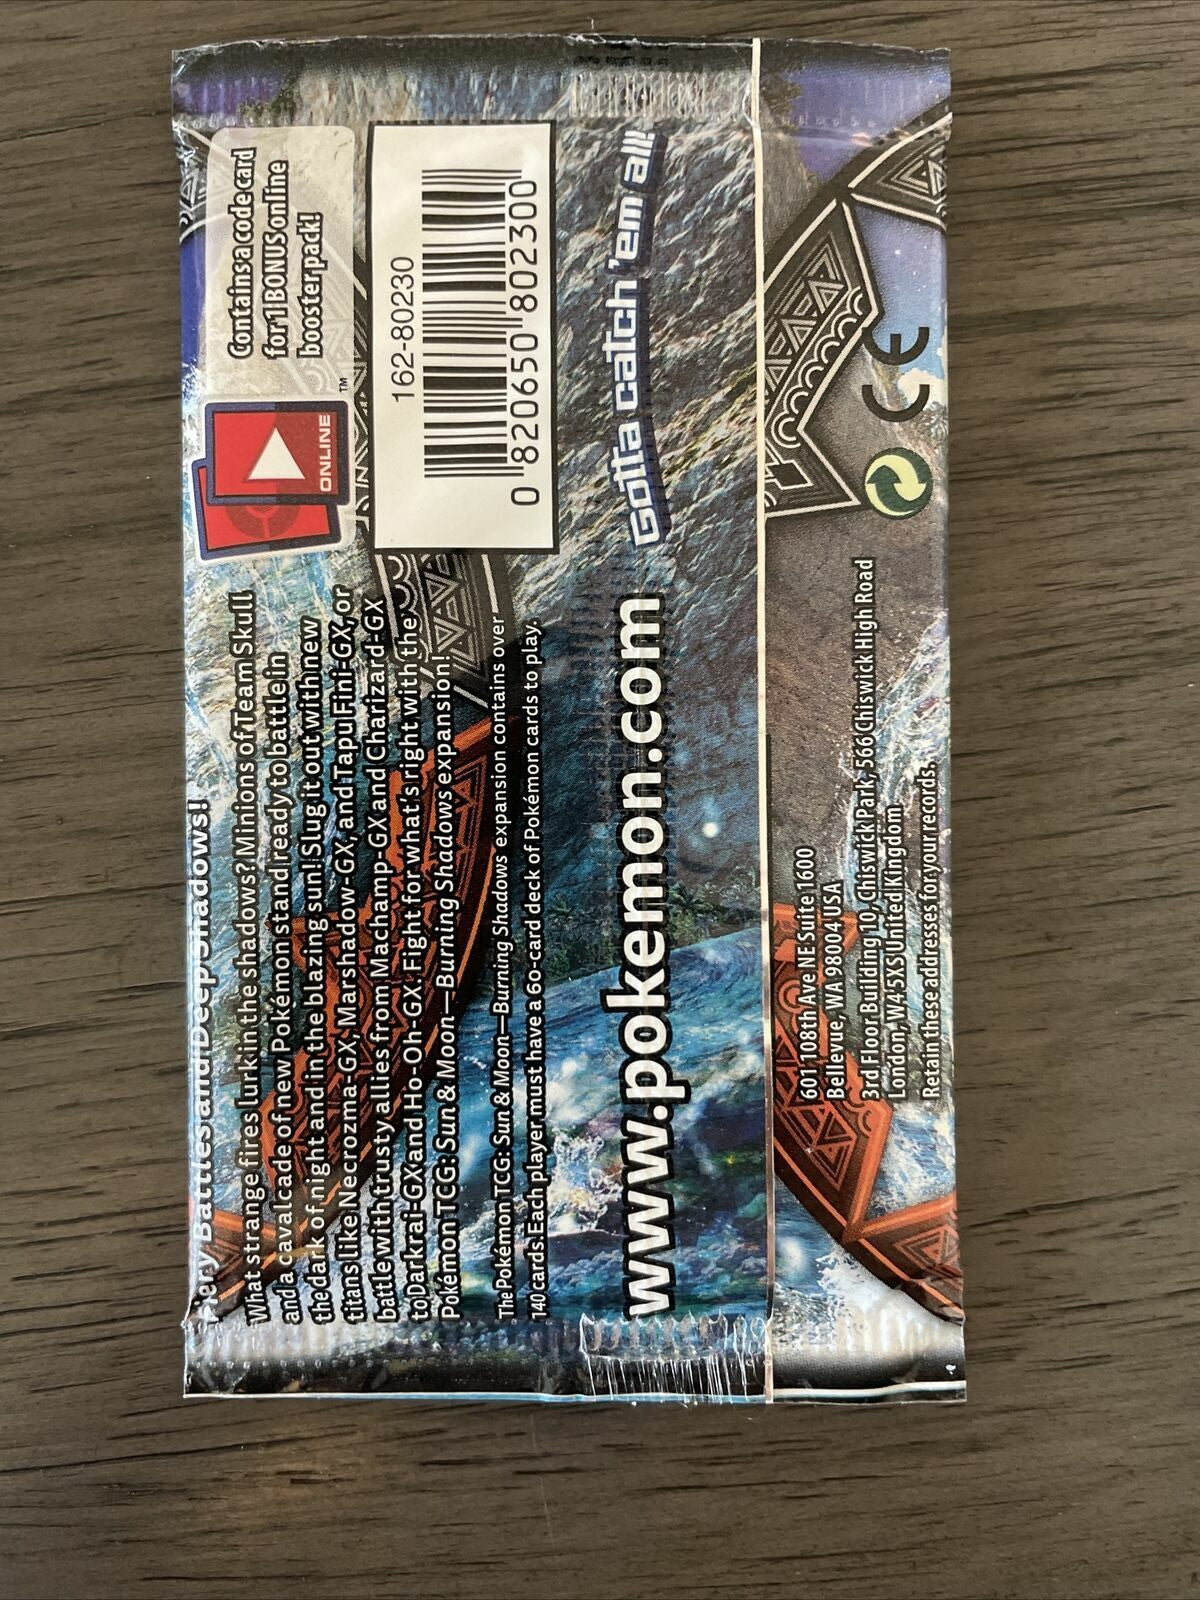 Fiery Battles and Deep Shadows!
What strange fires lurk in the shadows? Minions of Team Skull
and a cavalcade of new Pokémon stand ready to battle in
the dark of night and in the blazing sun! Slug it out with new
titans like Necrozma-GX, Marshadow-GX, and Tapu Fini-GX, or
battle with trusty allies from Machamp-GX and Charizard-GX
to Darkrai-GX and Ho-Oh-GX. Fight for what's right with the
Pokémon TCG: Sun & Moon—Burning Shadows expansion!
The Pokémon TCG: Sun & Moon—Burning Shadows expansion contains over
140 cards. Each player must have a 60-card deck of Pokémon cards to play.
ONLINE
TM
Contains a code card
for 1 BONUS online
booster pack!
162-80230
0 820650 802300
www.pokemon.com
Gotta catch 'em all!
601 108th Ave NE Suite 1600
Bellevue, WA 98004 USA
3rd Floor Building 10, Chiswick Park, 566 Chiswick High Road
London, W4 5XS United Kingdom
Retain these addresses for your records.
CE